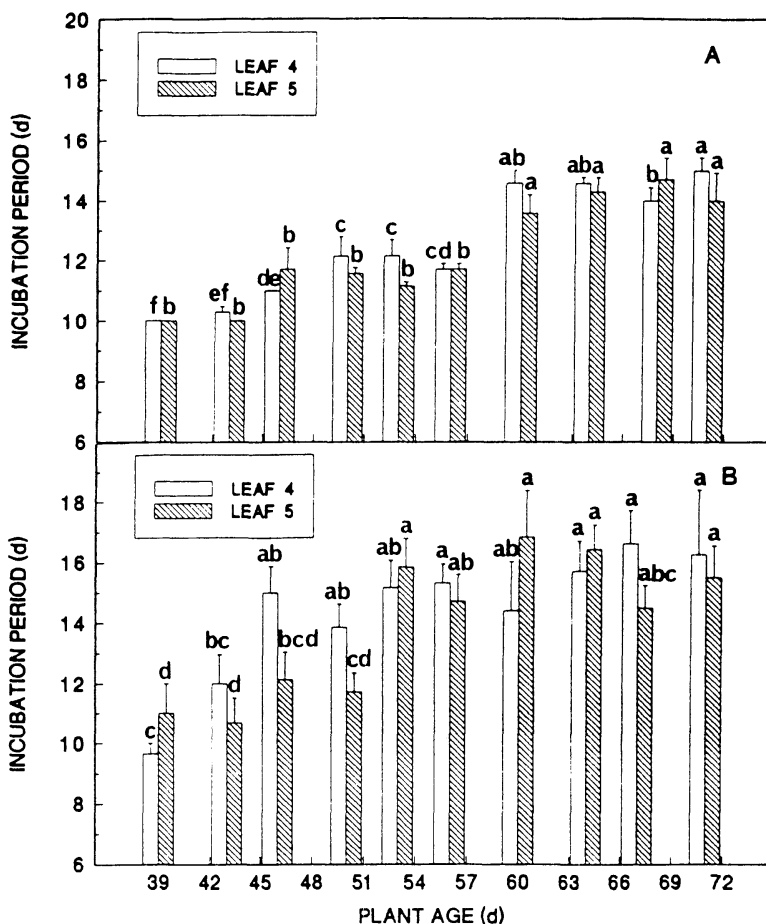 20
18
16
14
12
10
8
6
INCUBATION PERIOD (d)
LEAF 4
LEAF 5
A
f b
ef b
de b
c b
c b
cd b
ab a
aba
b a
a a
18
16
14
12
10
8
6
INCUBATION PERIOD (d)
LEAF 4
LEAF 5
B
c d
bc d
ab bcd
ab cd
ab a
a ab
ab a
a a
a abc
a a
39 42 45 48 51 54 57 60 63 66 69 72
PLANT AGE (d)